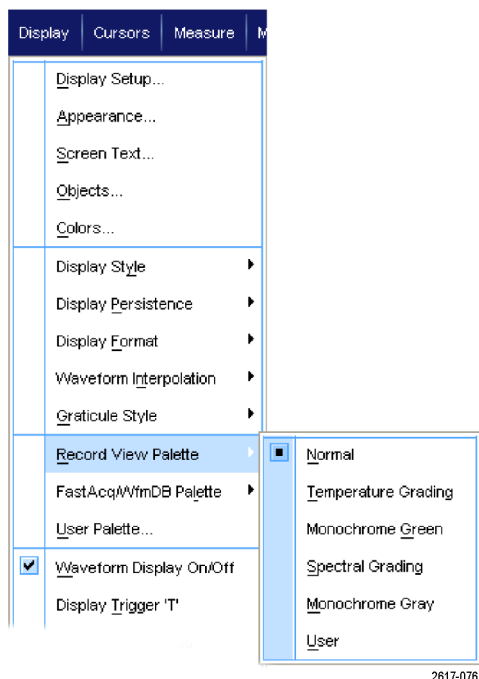 Display Cursors Measure
Display Setup...
Appearance...
Screen Text...
Objects...
Colors...
Display Style
Display Persistence
Display Format
Waveform Interpolation
Graticule Style
Record View Palette
FastAcq/WfmDB Palette
User Palette...
Waveform Display On/Off
Display Trigger 'T'
Normal
Temperature Grading
Monochrome Green
Spectral Grading
Monochrome Gray
User
2617-076